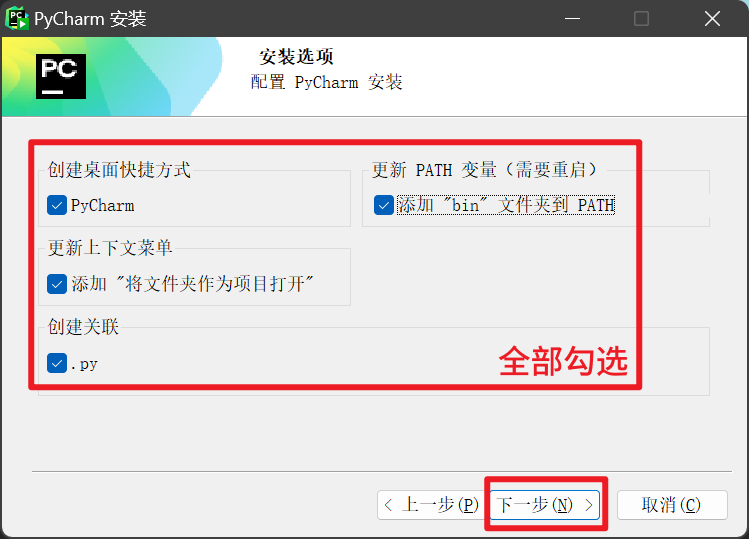 PyCharm 安装
PC
安装选项
配置 PyCharm 安装
创建桌面快捷方式
更新 PATH 变量（需要重启）
PyCharm
添加 "bin" 文件夹到 PATH
更新上下文菜单
添加 "将文件夹作为项目打开"
创建关联
.py
全部勾选
< 上一步(P)
下一步(N) >
取消(C)